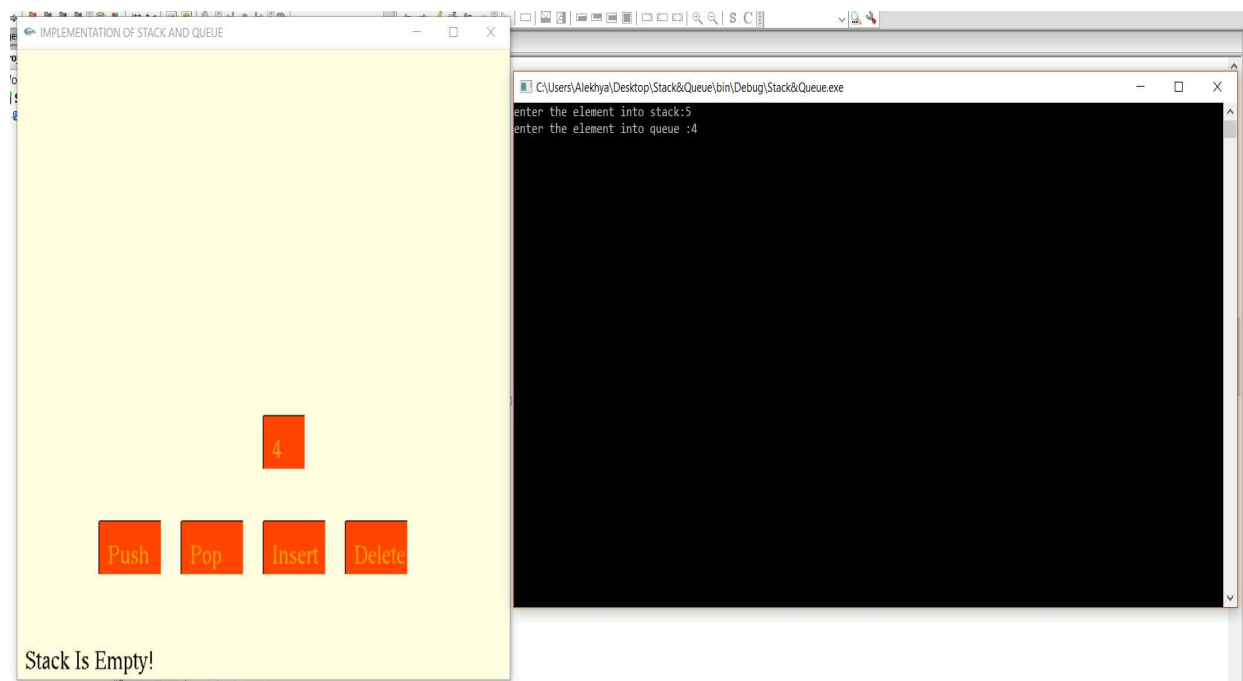 S C
IMPLEMENTATION OF STACK AND QUEUE
C:\Users\Alekhya\Desktop\Stack&Queue\bin\Debug\Stack&Queue.exe
enter the element into stack:5
enter the element into queue :4
4
Push Pop Insert Delete
Stack Is Empty!